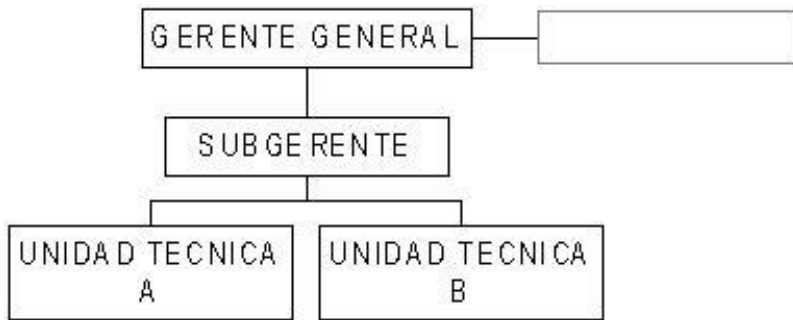 GERENTE GENERAL
SUBGERENTE
UNIDAD TECNICA
A
UNIDAD TECNICA
B